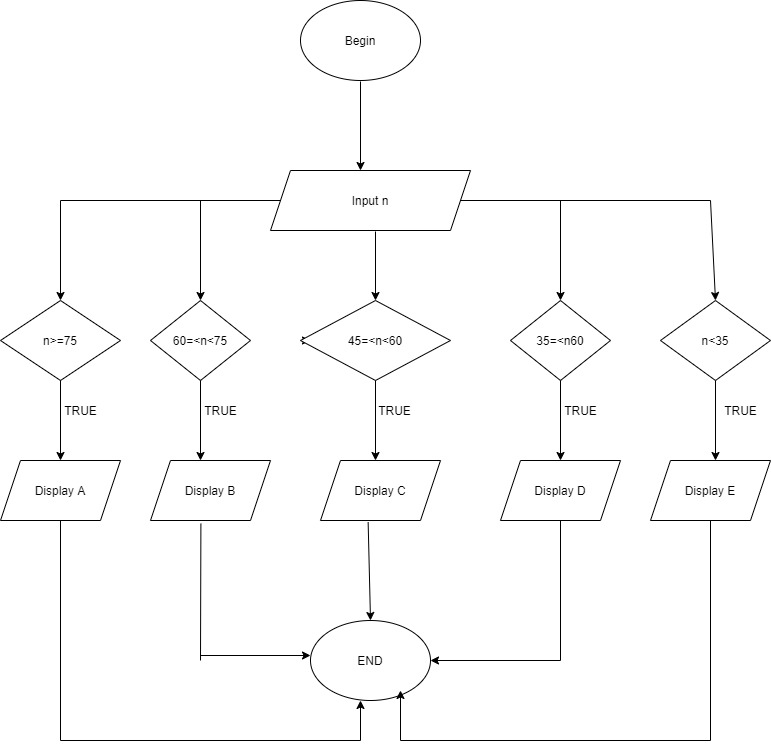 Begin
Input n
n>=75
60=<n<75
45=<n<60
35=<n60
n<35
TRUE
TRUE
TRUE
TRUE
TRUE
Display A
Display B
Display C
Display D
Display E
END